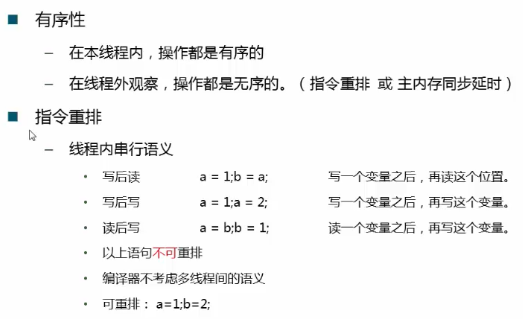 有序性
– 在本线程内，操作都是有序的
– 在线程外观察，操作都是无序的。（指令重排 或 主内存同步延时）
指令重排
– 线程内串行语义
• 写后读 a = 1;b = a; 写一个变量之后，再读这个位置。
• 写后写 a = 1;a = 2; 写一个变量之后，再写这个变量。
• 读后写 a = b;b = 1; 读一个变量之后，再写这个变量。
• 以上语句不可重排
• 编译器不考虑多线程间的语义
• 可重排： a=1;b=2;